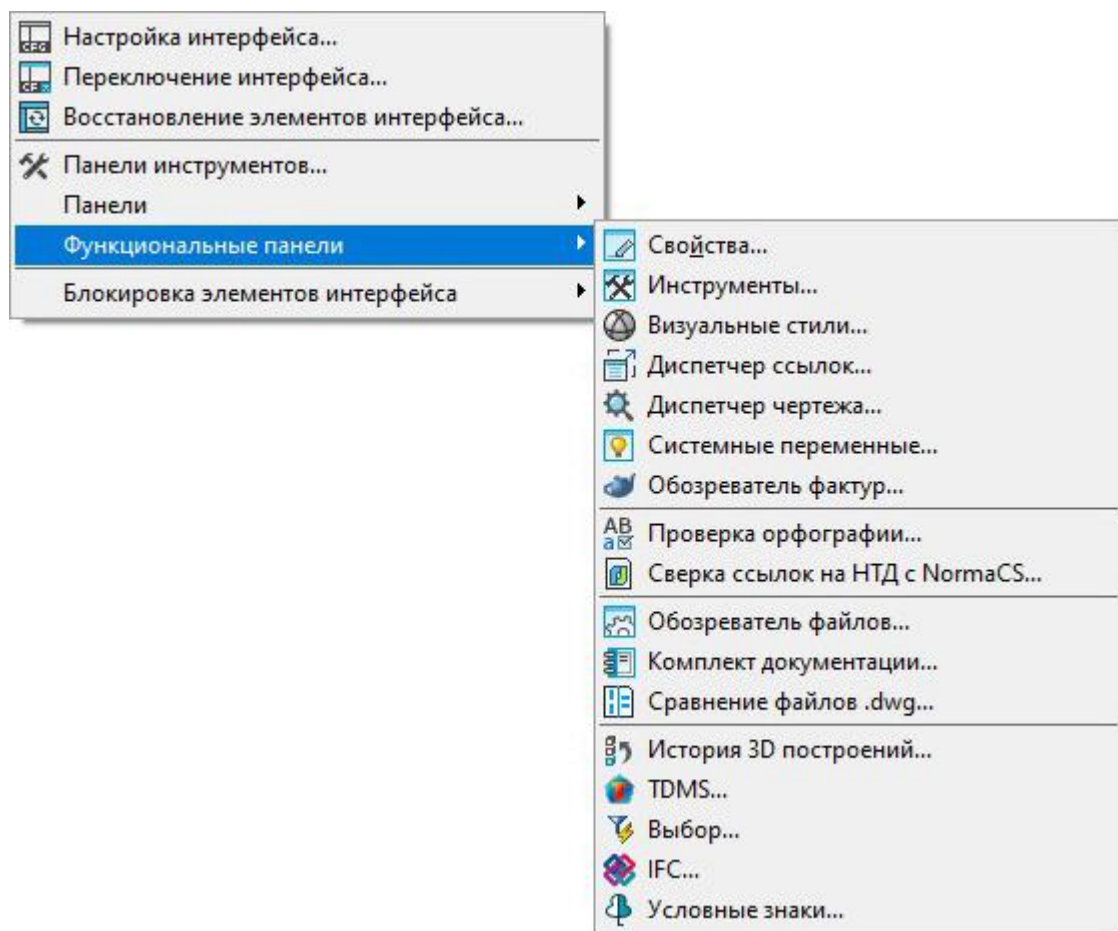 Настройка интерфейса...
Переключение интерфейса...
Восстановление элементов интерфейса...
Панели инструментов...
Панели
Функциональные панели
Блокировка элементов интерфейса
Свойства...
Инструменты...
Визуальные стили...
Диспетчер ссылок...
Диспетчер чертежа...
Системные переменные...
Обозреватель фактур...
Проверка орфографии...
Сверка ссылок на НТД с NormaCS...
Обозреватель файлов...
Комплект документации...
Сравнение файлов .dwg...
История 3D построений...
TDMS...
Выбор...
IFC...
Условные знаки...